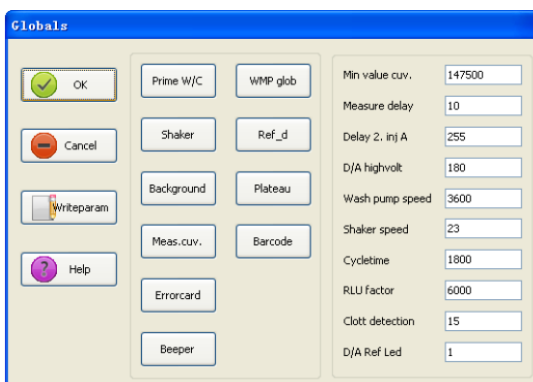 Globals
OK
Cancel
Writeparam
Help
Prime W/C
WMP glob
Shaker
Ref_d
Background
Plateau
Meas.cuv.
Barcode
Errorcard
Beeper
Min value cuv. 147500
Measure delay 10
Delay 2. inj A 255
D/A highvolt 180
Wash pump speed 3600
Shaker speed 23
Cycletime 1800
RLU factor 6000
Clott detection 15
D/A Ref Led 1